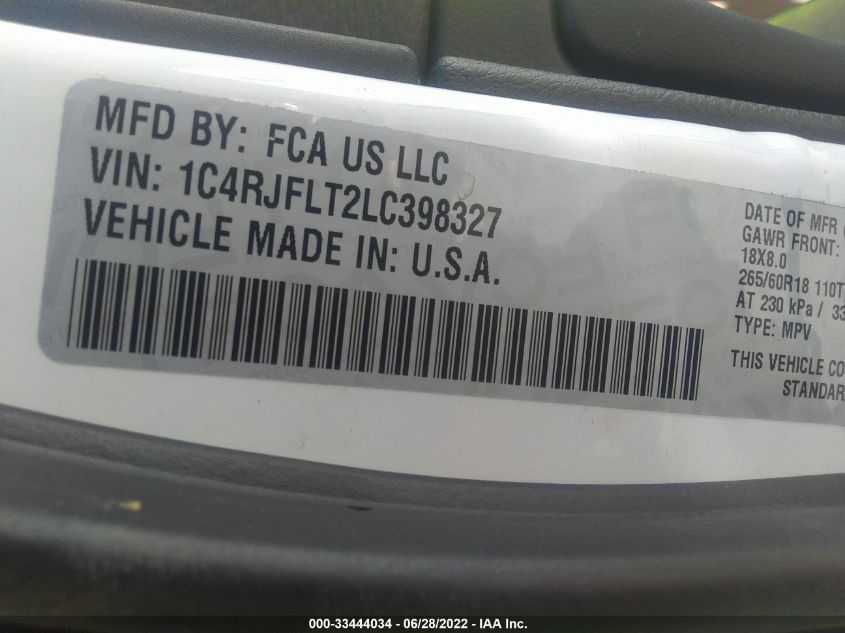 MFD BY: FCA US LLC
VIN: 1C4RJFLT2LC398327
VEHICLE MADE IN: U.S.A.
DATE OF MFR
GAWR FRONT:
18X8.0
265/60R18 110T
AT 230 kPa / 33
TYPE: MPV
THIS VEHICLE CO
STANDAR
000-33444034 - 06/28/2022 - IAA Inc.